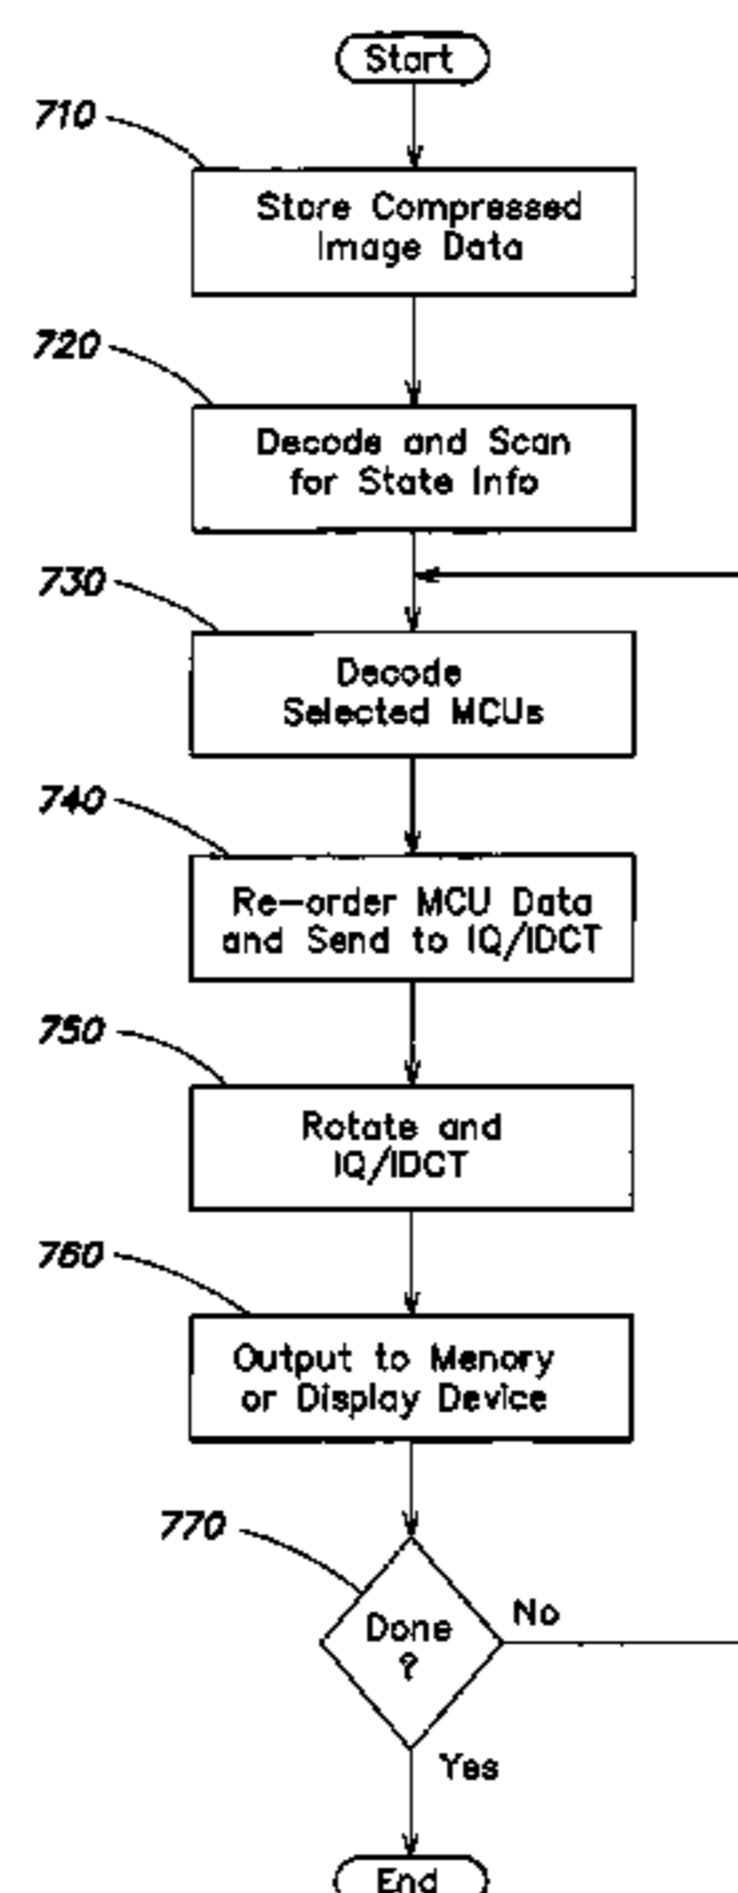 Start
710
Store Compressed
Image Data
720
Decode and Scan
for State Info
730
Decode
Selected MCUs
740
Re-order MCU Data
and Send to IQ/IDCT
750
Rotate and
IQ/IDCT
760
Output to Menory
or Display Device
770
Done
?
No
Yes
End